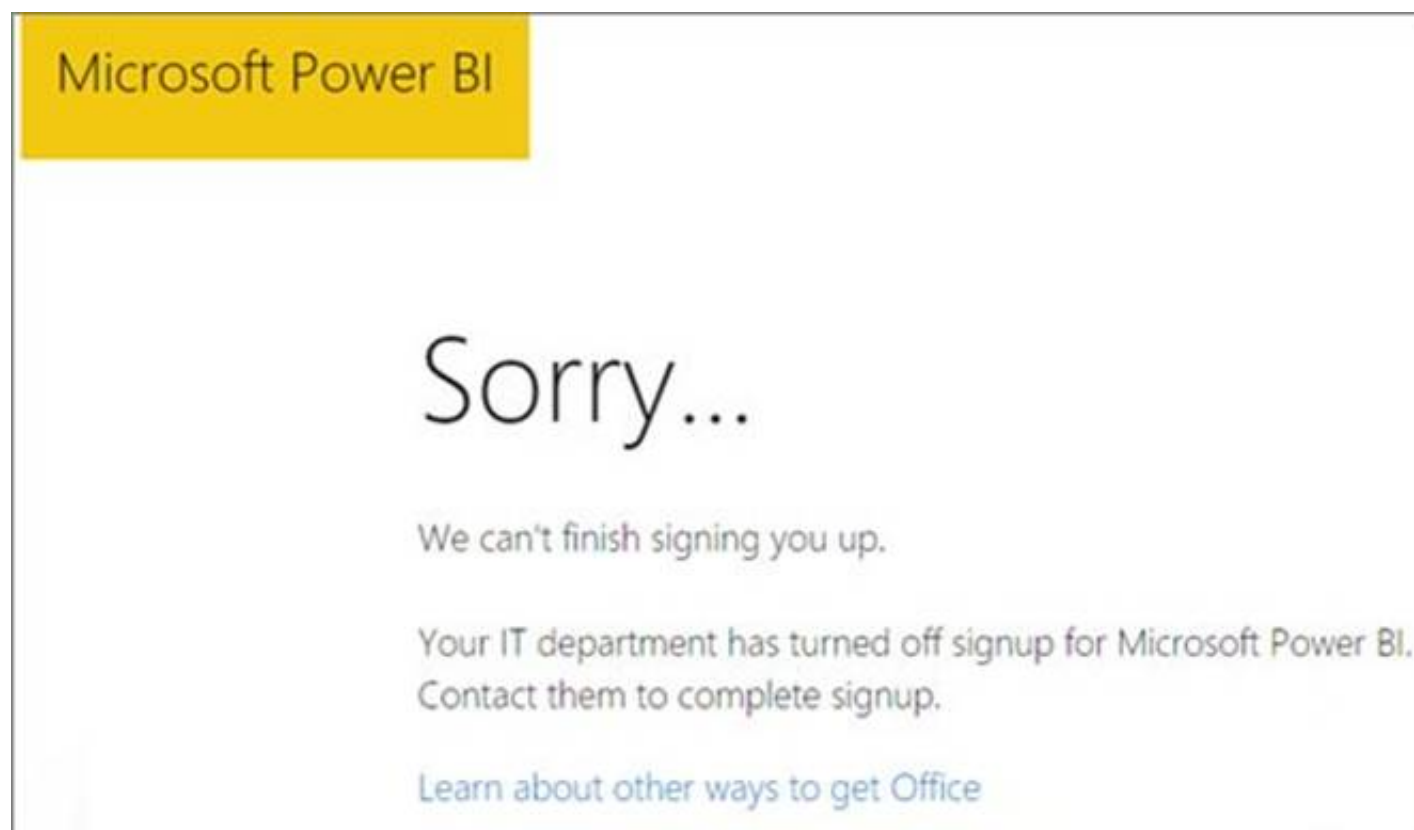 Microsoft Power BI
Sorry...
We can't finish signing you up.
Your IT department has turned off signup for Microsoft Power BI.
Contact them to complete signup.
Learn about other ways to get Office